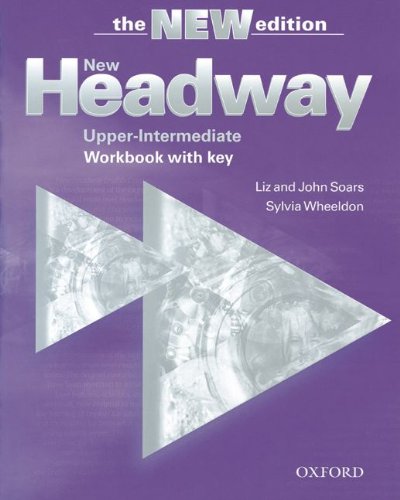 the NEW edition
New
Headway
Upper-Intermediate
Workbook with key
Liz and John Soars
Sylvia Wheeldon
OXFORD